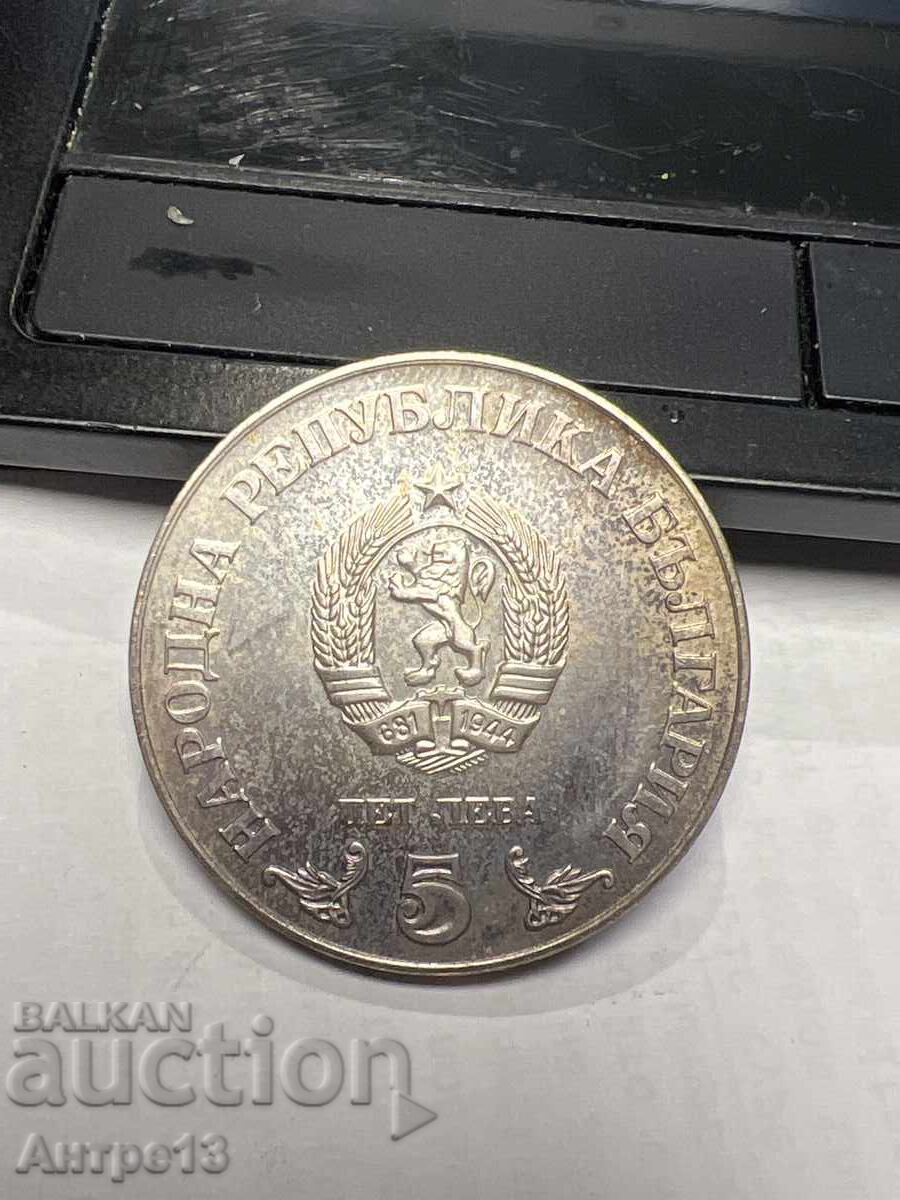 НАРОДНА РЕПУБЛИКА БЪЛГАРИЯ
681 1944
ПЕТ ЛЕВА
5
BALKAN
auction
Антре13